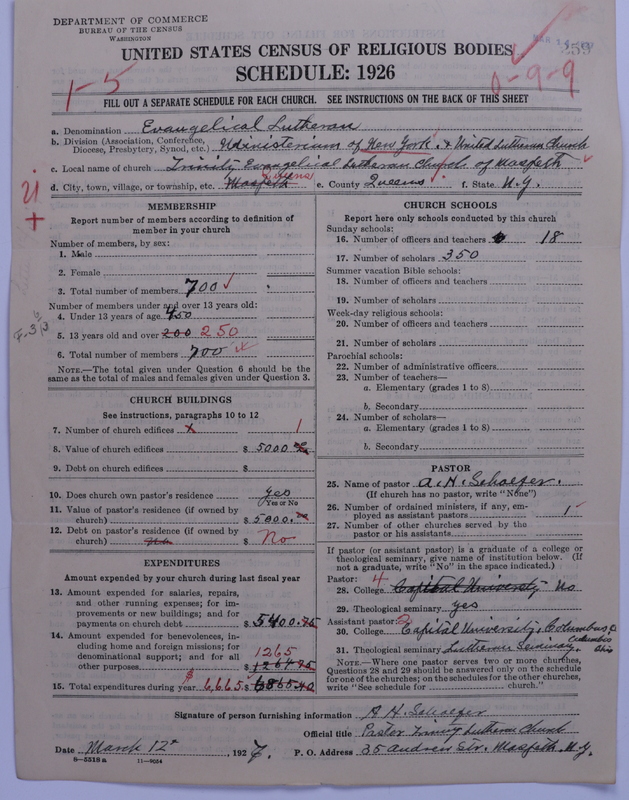 DEPARTMENT OF COMMERCE
BUREAU OF THE CENSUS
WASHINGTON
UNITED STATES CENSUS OF RELIGIOUS BODIES
SCHEDULE: 1926
1-5
0-9-9
FILL OUT A SEPARATE SCHEDULE FOR EACH CHURCH. SEE INSTRUCTIONS ON THE BACK OF THIS SHEET
a. Denomination Evangelical Lutheran
b. Division (Association, Conference, Diocese, Presbytery, Synod, etc.) Ministerium of New York. & United Lutheran Church
c. Local name of church Trinity Evangelical Lutheran Church of Maspeth
d. City, town, village, or township, etc. Maspeth Queens e. County Queens f. State N.Y.
MEMBERSHIP
Report number of members according to definition of
member in your church
Number of members, by sex:
1. Male
2. Female
3. Total number of members 700
Number of members under and over 13 years old:
4. Under 13 years of age 450
5. 13 years old and over 200 250
6. Total number of members 700
NOTE.—The total given under Question 6 should be the
same as the total of males and females given under Question 3.
CHURCH BUILDINGS
See instructions, paragraphs 10 to 12
7. Number of church edifices 1
8. Value of church edifices $ 5000
9. Debt on church edifices $
10. Does church own pastor's residence yes
(Yes or No)
11. Value of pastor's residence (if owned by
church) $ 5000.
12. Debt on pastor's residence (if owned by
church) $ No
EXPENDITURES
Amount expended by your church during last fiscal year
13. Amount expended for salaries, repairs,
and other running expenses; for im-
provements or new buildings; and for
payments on church debt $ 5400.75
14. Amount expended for benevolences, in-
cluding home and foreign missions; for
denominational support; and for all
other purposes $ 1265
1264.75
15. Total expenditures during year $ 6,665
CHURCH SCHOOLS
Report here only schools conducted by this church
Sunday schools:
16. Number of officers and teachers 18
17. Number of scholars 350
Summer vacation Bible schools:
18. Number of officers and teachers
19. Number of scholars
Week-day religious schools:
20. Number of officers and teachers
21. Number of scholars
Parochial schools:
22. Number of administrative officers
23. Number of teachers—
a. Elementary (grades 1 to 8)
b. Secondary
24. Number of scholars—
a. Elementary (grades 1 to 8)
b. Secondary
PASTOR
25. Name of pastor A. H. Schaefer.
(If church has no pastor, write "None")
26. Number of ordained ministers, if any, em-
ployed as assistant pastors 1
27. Number of other churches served by the
pastor or his assistants
If pastor (or assistant pastor) is a graduate of a college or
theological seminary, give name of institution below. (If
not a graduate, write "No" in the space indicated.)
Pastor:
28. College Capital University No
29. Theological seminary yes
Assistant pastor:
30. College Capital University, Columbus O
31. Theological seminary Lutheran Seminary, Columbus Ohio
NOTE.—Where one pastor serves two or more churches,
Questions 28 and 29 should be answered only on the schedule
for one of the churches; on the schedules for the other churches,
write "See schedule for church."
Signature of person furnishing information A H. Schaefer
Official title Pastor Trinity Lutheran Church
Date March 12th, 1927. P. O. Address 35 Andrew Str. Maspeth. N.Y.
8-5318a 11-9054